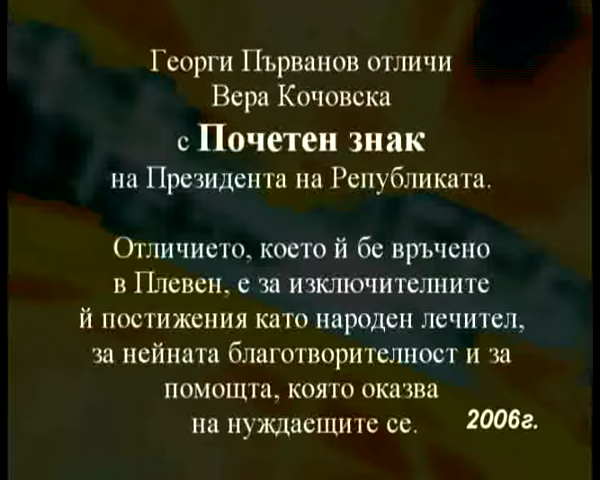 Георги Първанов отличи
Вера Кочовска
с Почетен знак
на Президента на Републиката.
Отличието, което й бе връчено
в Плевен, е за изключителните
й постижения като народен лечител,
за нейната благотворителност и за
помощта, която оказва
на нуждаещите се. 2006г.